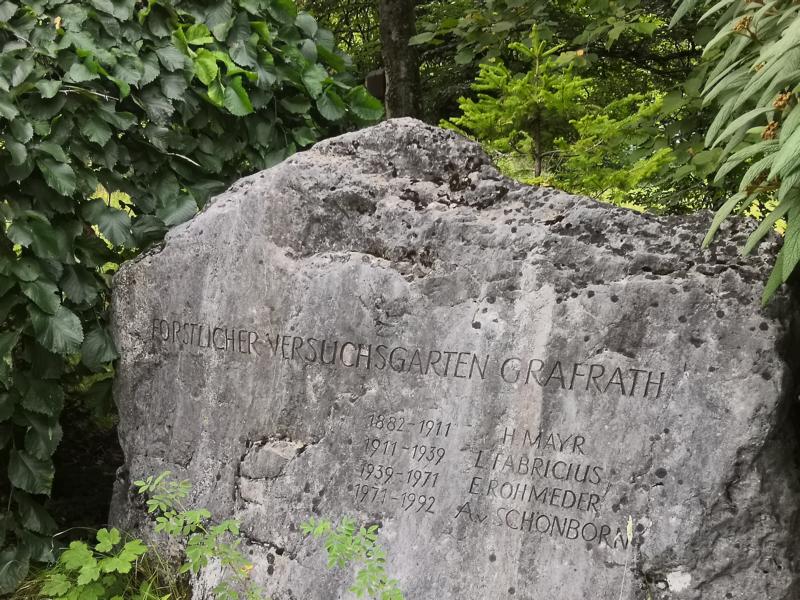 FORSTLICHER VERSUCHSGARTEN GRAFRATH
1882-1911 H MAYR
1911-1939 L FABRICIUS
1939-1971 E ROHMEDER
1971-1992 A.v SCHÖNBORN